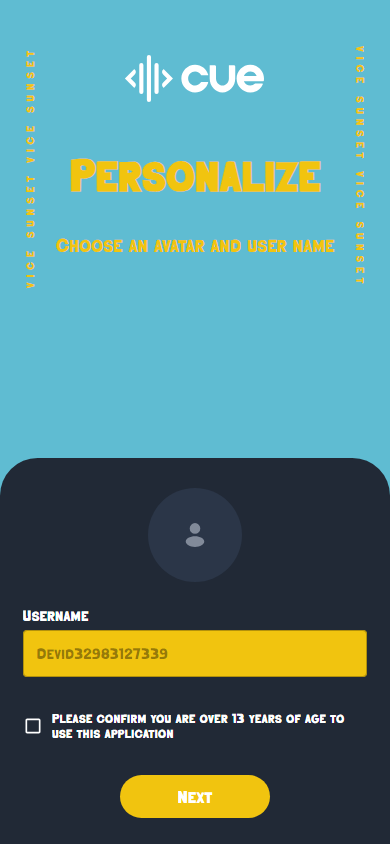 cue
VICE SUNSET VICE SUNSET
VICE SUNSET VICE SUNSET
Personalize
Choose an avatar and user name
Username
Devid32983127339
Please confirm you are over 13 years of age to
use this application
Next